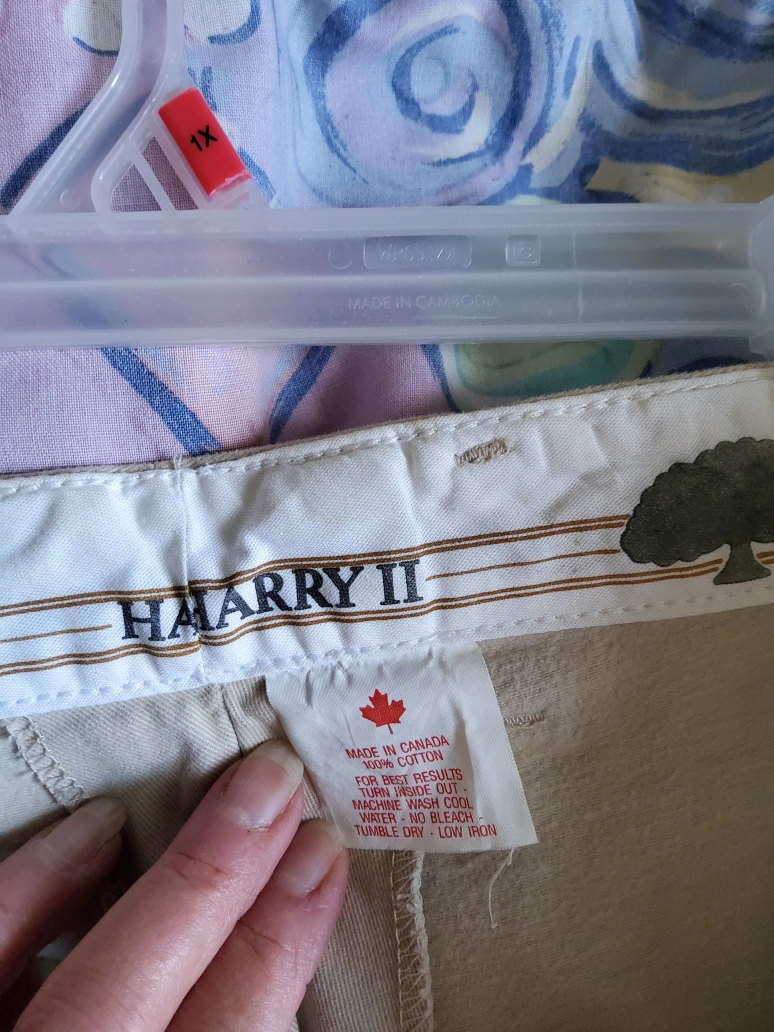 1X
MADE IN CAMBODIA
HAHARRY II
MADE IN CANADA
100% COTTON
FOR BEST RESULTS
TURN INSIDE OUT -
MACHINE WASH COOL
WATER - NO BLEACH -
TUMBLE DRY - LOW IRON